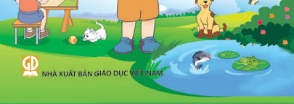 NHÀ XUẤT BẢN GIÁO DỤC VIỆT NAM